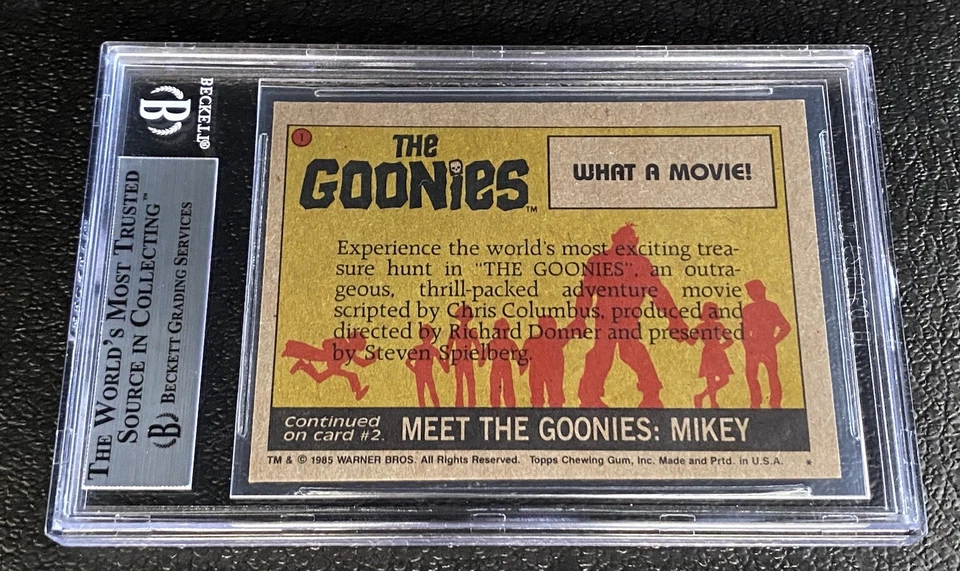 BECKETT®
B
THE WORLD'S MOST TRUSTED
SOURCE IN COLLECTING™
B BECKETT GRADING SERVICES
1
THE
GOONIES™
WHAT A MOVIE!
Experience the world's most exciting trea-
sure hunt in "THE GOONIES", an outra-
geous, thrill-packed adventure movie
scripted by Chris Columbus, produced and
directed by Richard Donner and presented
by Steven Spielberg.
Continued
on card #2.
MEET THE GOONIES: MIKEY
TM & © 1985 WARNER BROS. All Rights Reserved. Topps Chewing Gum, Inc. Made and Prtd. in U.S.A. *